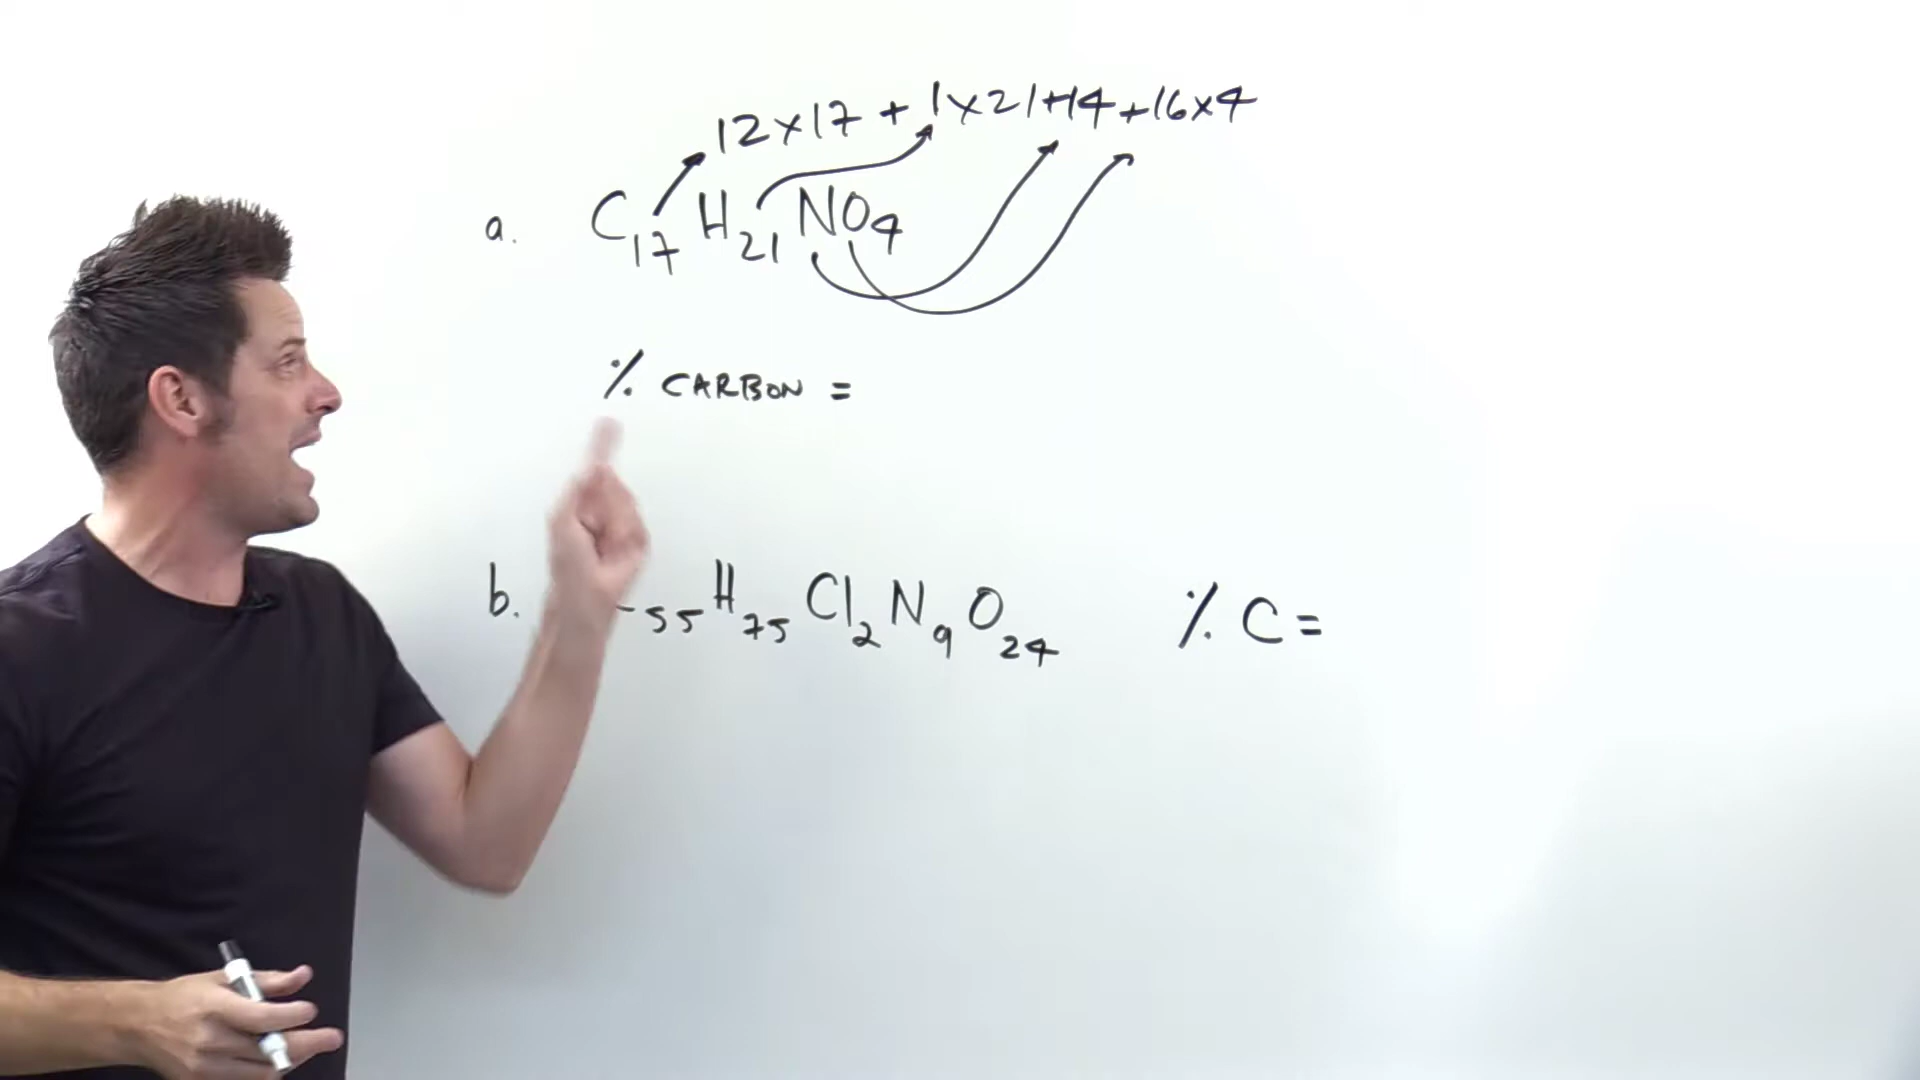 12x17 + 1x21+14+16x4
a. C₁₇H₂₁NO₄
% CARBON =
b. ₅₅H₇₅Cl₂N₉O₂₄ % C =